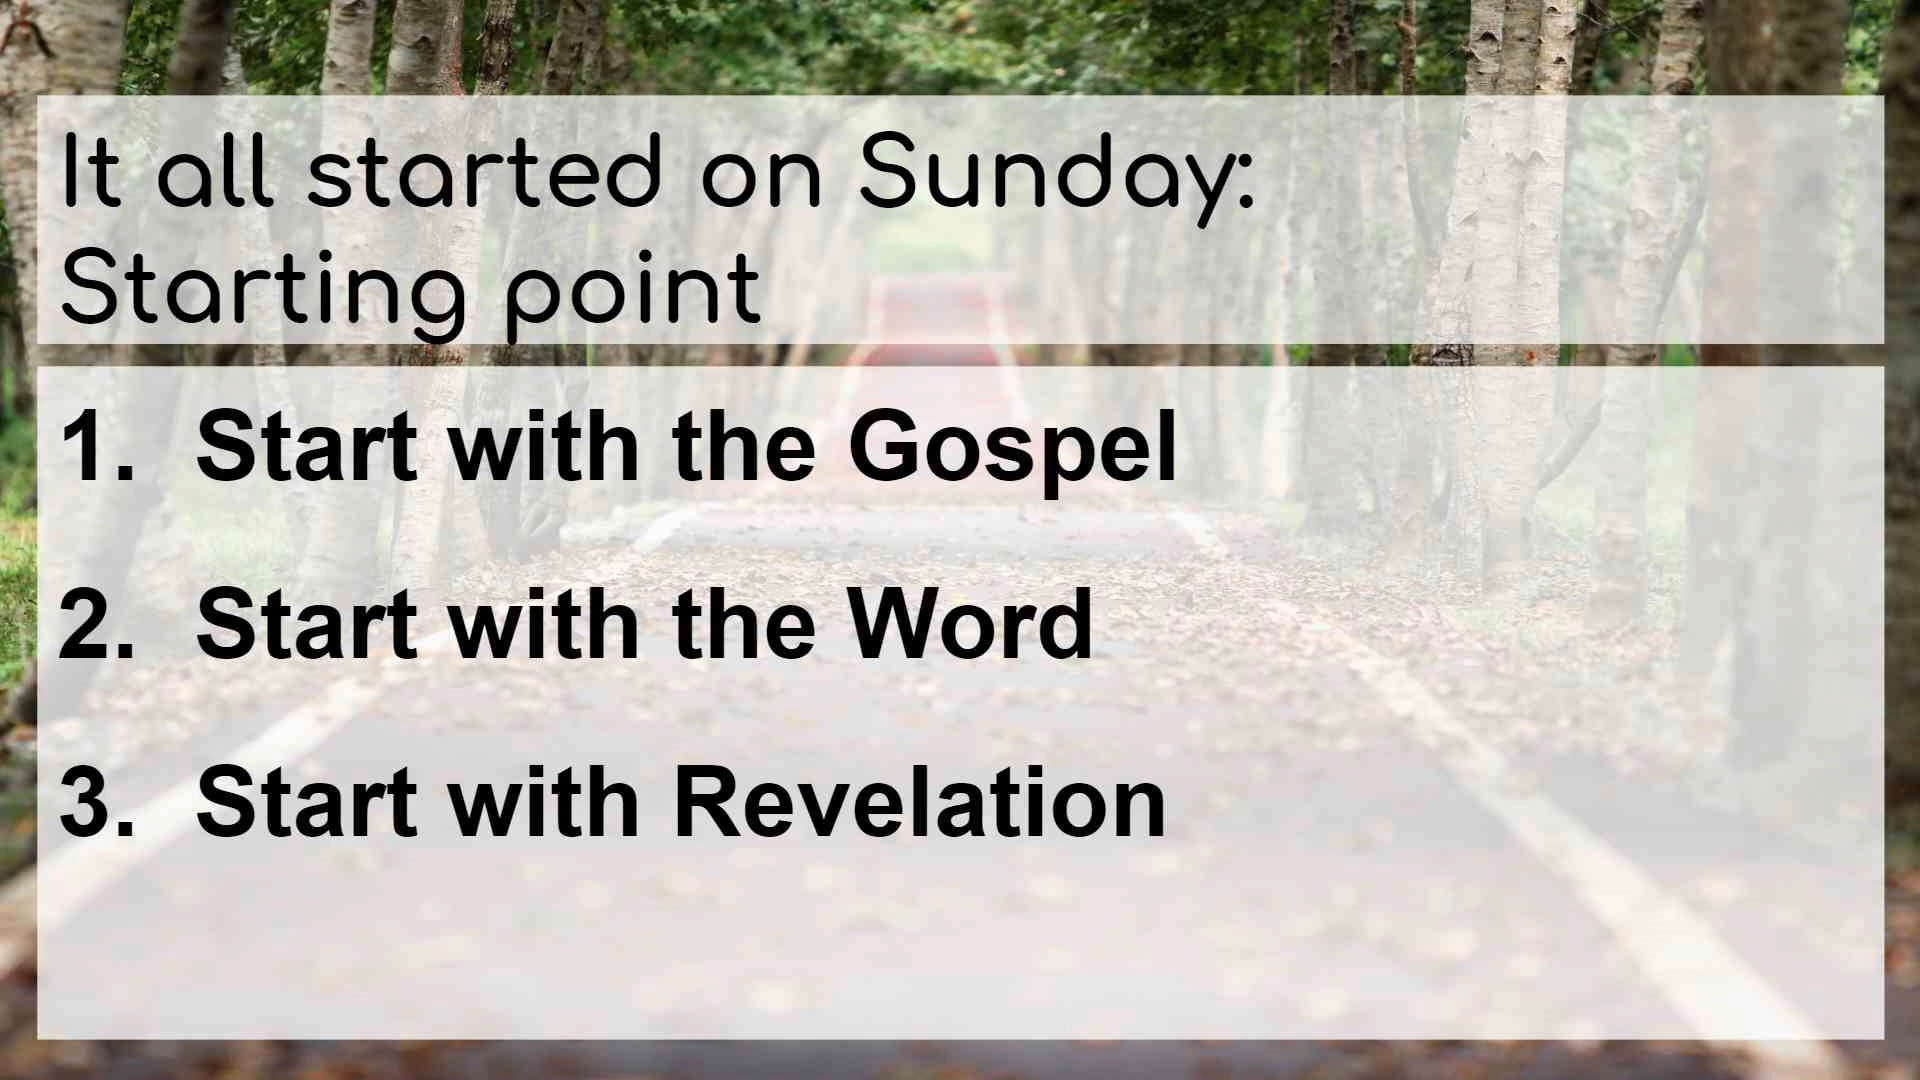 It all started on Sunday:
Starting point
1. Start with the Gospel
2. Start with the Word
3. Start with Revelation